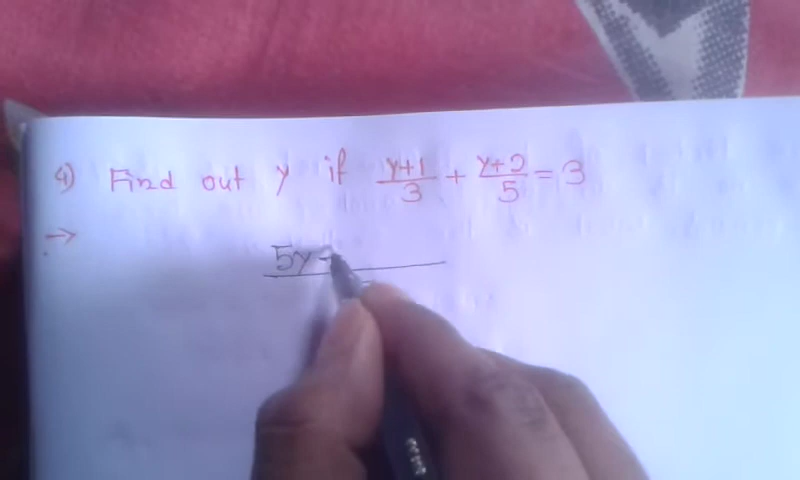 4) Find out y if (y+1)/3 + (y+2)/5 = 3
→
5y